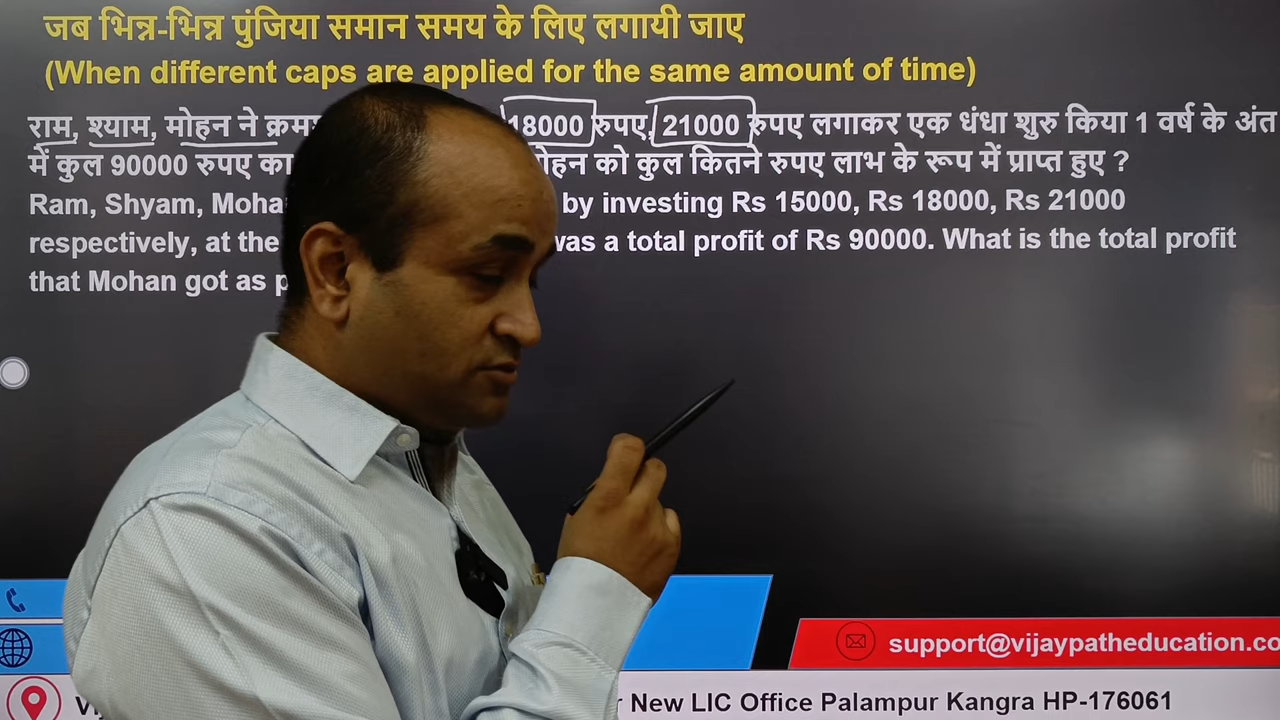 जब भिन्न-भिन्न पुंजिया समान समय के लिए लगायी जाए
(When different caps are applied for the same amount of time)
राम, श्याम, मोहन ने 18000 रुपए, 21000 रुपए लगाकर एक धंधा शुरु किया 1 वर्ष के अंत
में कुल 90000 रुपए का मोहन को कुल कितने रुपए लाभ के रूप में प्राप्त हुए ?
Ram, Shyam, by investing Rs 15000, Rs 18000, Rs 21000
respectively, at the was a total profit of Rs 90000. What is the total profit
that Mohan got as
support@vijaypatheducation.co
New LIC Office Palampur Kangra HP-176061